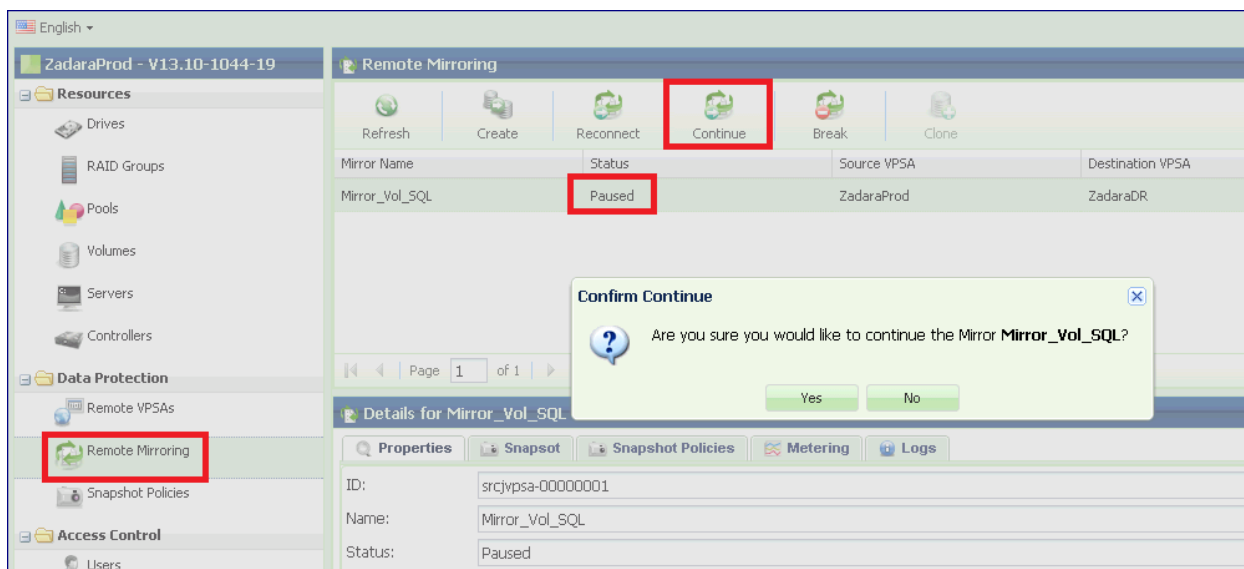 English
ZadaraProd - V13.10-1044-19
Resources
Drives
RAID Groups
Pools
Volumes
Servers
Controllers
Data Protection
Remote VPSAs
Remote Mirroring
Snapshot Policies
Access Control
Users
Remote Mirroring
Refresh Create Reconnect Continue Break Clone
Mirror Name Status Source VPSA Destination VPSA
Mirror_Vol_SQL Paused ZadaraProd ZadaraDR
Confirm Continue
Are you sure you would like to continue the Mirror Mirror_Vol_SQL?
Yes No
Page 1 of 1
Details for Mirror_Vol_SQL
Properties Snapsot Snapshot Policies Metering Logs
ID: srcjvpsa-00000001
Name: Mirror_Vol_SQL
Status: Paused